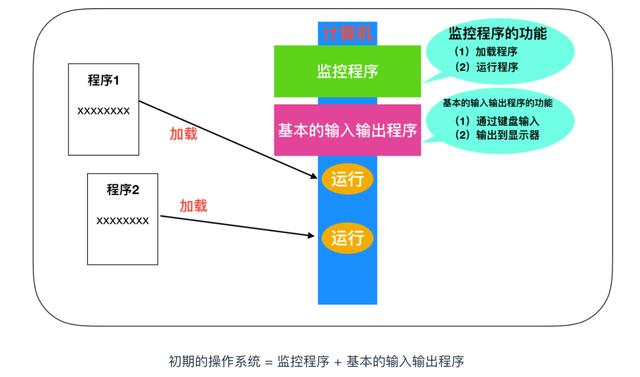 计算机
监控程序的功能
（1）加载程序
（2）运行程序
监控程序
程序1
xxxxxxxx
基本的输入输出程序的功能
（1）通过键盘输入
（2）输出到显示器
基本的输入输出程序
加载
运行
程序2
xxxxxxxx
加载
运行
初期的操作系统 = 监控程序 + 基本的输入输出程序